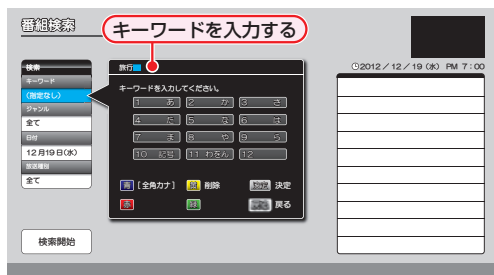 番組検索
キーワードを入力する
2012/12/19(水) PM 7:00
検索
キーワード
(指定なし)
ジャンル
全て
日付
12月19日(水)
放送種別
全て
検索開始
旅行
キーワードを入力してください。
1 あ 2 か 3 さ
4 た 5 な 6 は
7 ま 8 や 9 ら
10 記号 11 わをん 12
青 [全角カナ] 黄 削除 決定
赤 緑 戻る